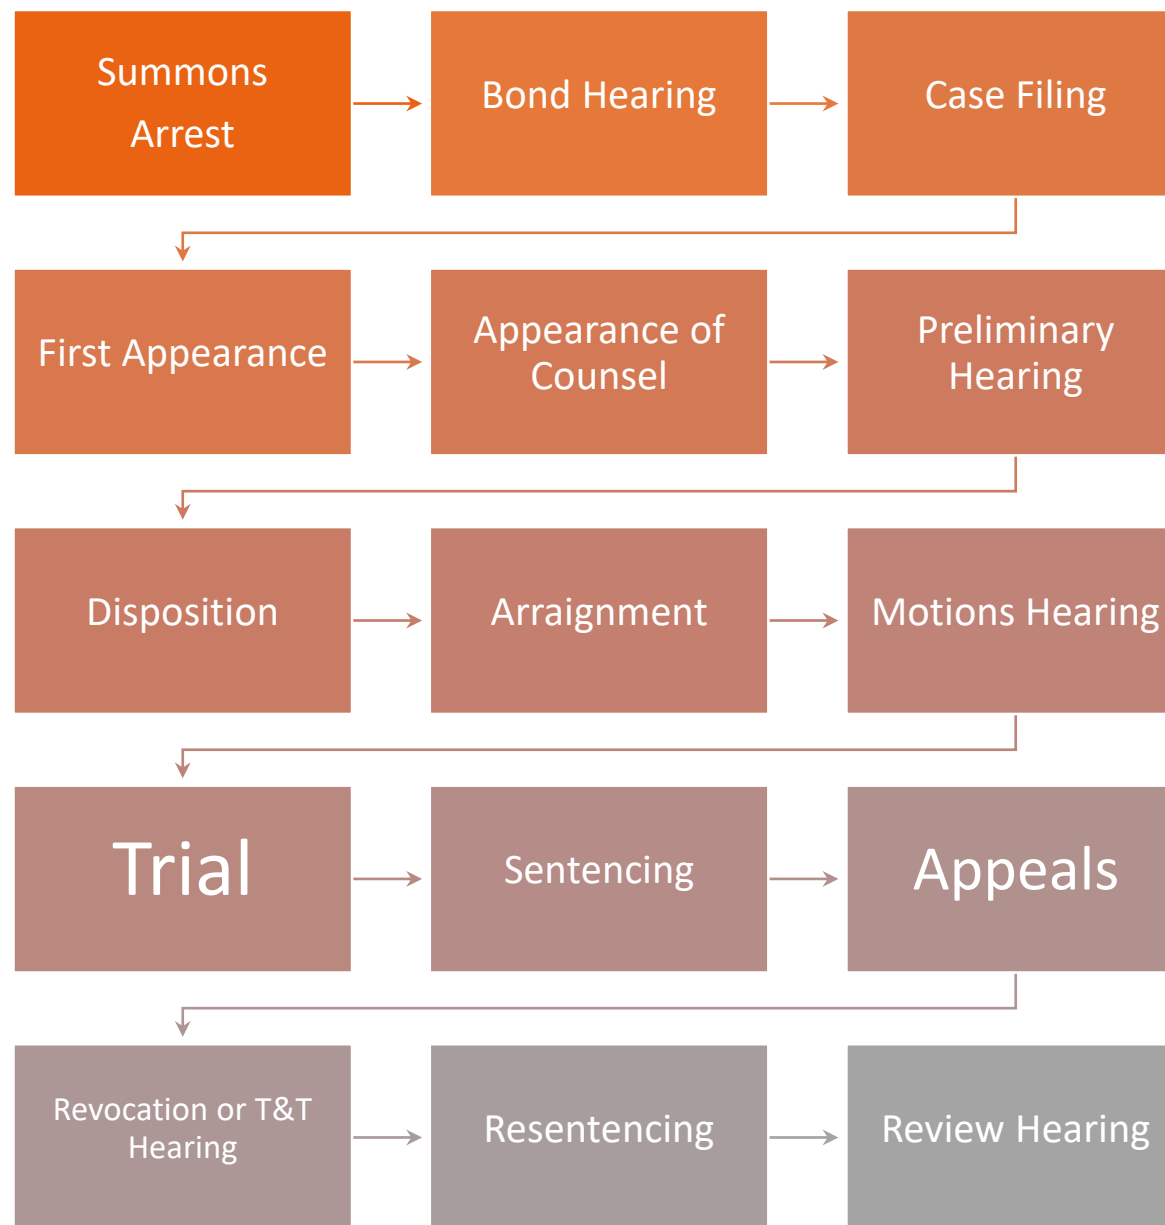 Summons
Arrest
Bond Hearing
Case Filing
First Appearance
Appearance of
Counsel
Preliminary
Hearing
Disposition
Arraignment
Motions Hearing
Trial
Sentencing
Appeals
Revocation or T&T
Hearing
Resentencing
Review Hearing